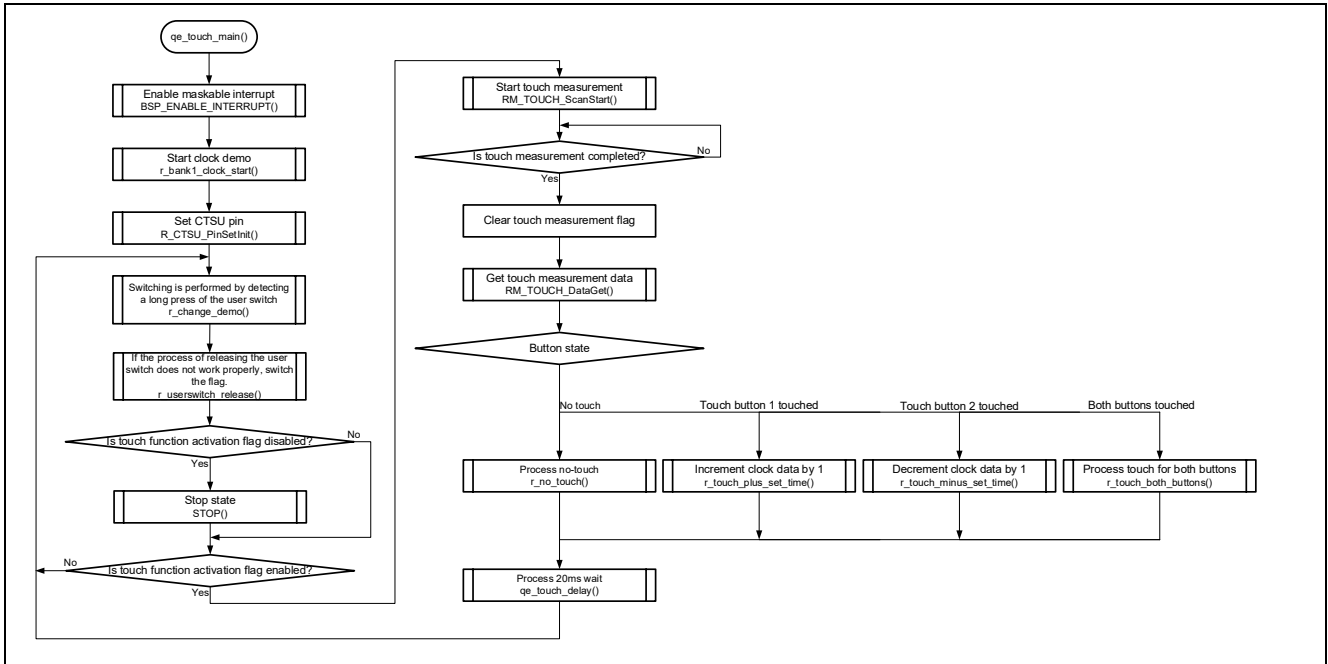 qe_touch_main()
Enable maskable interrupt
BSP_ENABLE_INTERRUPT()
Start clock demo
r_bank1_clock_start()
Set CTSU pin
R_CTSU_PinSetInit()
Switching is performed by detecting
a long press of the user switch
r_change_demo()
If the process of releasing the user
switch does not work properly, switch
the flag.
r_userswitch_release()
Is touch function activation flag disabled?
No
Yes
Stop state
STOP()
Is touch function activation flag enabled?
No
Yes
Start touch measurement
RM_TOUCH_ScanStart()
Is touch measurement completed?
No
Yes
Clear touch measurement flag
Get touch measurement data
RM_TOUCH_DataGet()
Button state
No touch
Touch button 1 touched
Touch button 2 touched
Both buttons touched
Process no-touch
r_no_touch()
Increment clock data by 1
r_touch_plus_set_time()
Decrement clock data by 1
r_touch_minus_set_time()
Process touch for both buttons
r_touch_both_buttons()
Process 20ms wait
qe_touch_delay()